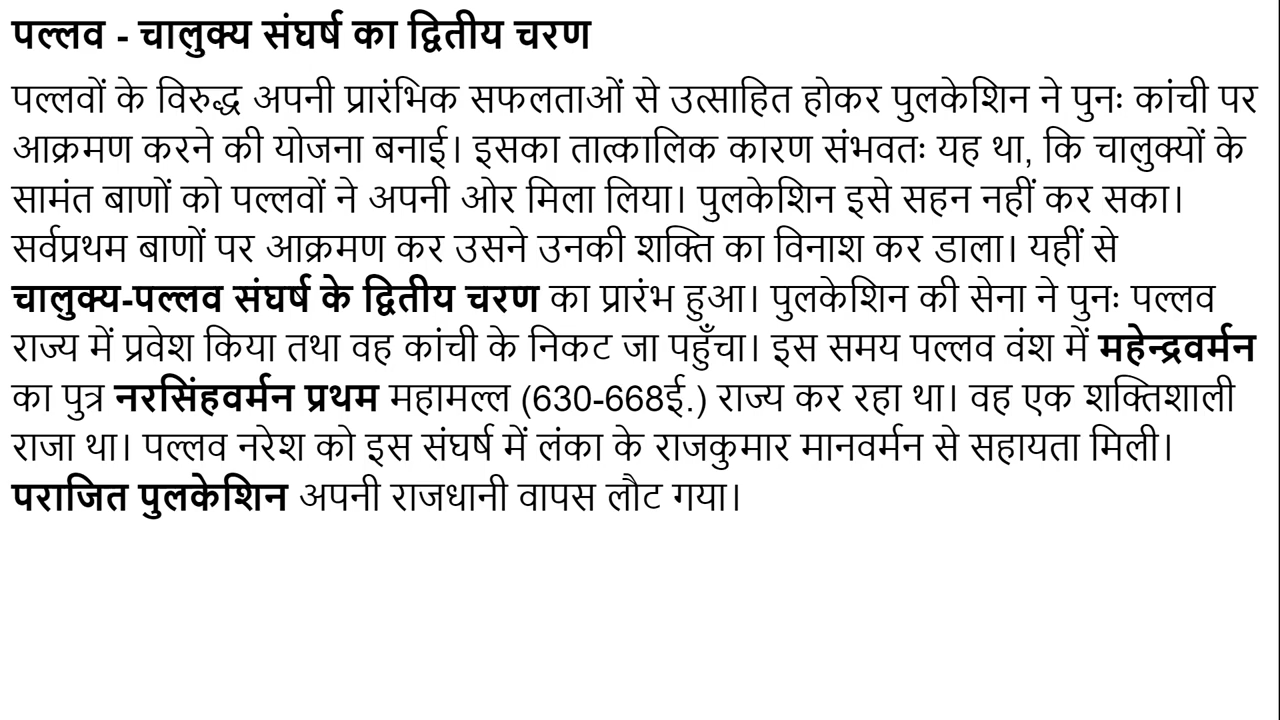 पल्लव - चालुक्य संघर्ष का द्वितीय चरण
पल्लवों के विरुद्ध अपनी प्रारंभिक सफलताओं से उत्साहित होकर पुलकेशिन ने पुनः कांची पर
आक्रमण करने की योजना बनाई। इसका तात्कालिक कारण संभवतः यह था, कि चालुक्यों के
सामंत बाणों को पल्लवों ने अपनी ओर मिला लिया। पुलकेशिन इसे सहन नहीं कर सका।
सर्वप्रथम बाणों पर आक्रमण कर उसने उनकी शक्ति का विनाश कर डाला। यहीं से
चालुक्य-पल्लव संघर्ष के द्वितीय चरण का प्रारंभ हुआ। पुलकेशिन की सेना ने पुनः पल्लव
राज्य में प्रवेश किया तथा वह कांची के निकट जा पहुँचा। इस समय पल्लव वंश में महेन्द्रवर्मन
का पुत्र नरसिंहवर्मन प्रथम महामल्ल (630-668ई.) राज्य कर रहा था। वह एक शक्तिशाली
राजा था। पल्लव नरेश को इस संघर्ष में लंका के राजकुमार मानवर्मन से सहायता मिली।
पराजित पुलकेशिन अपनी राजधानी वापस लौट गया।